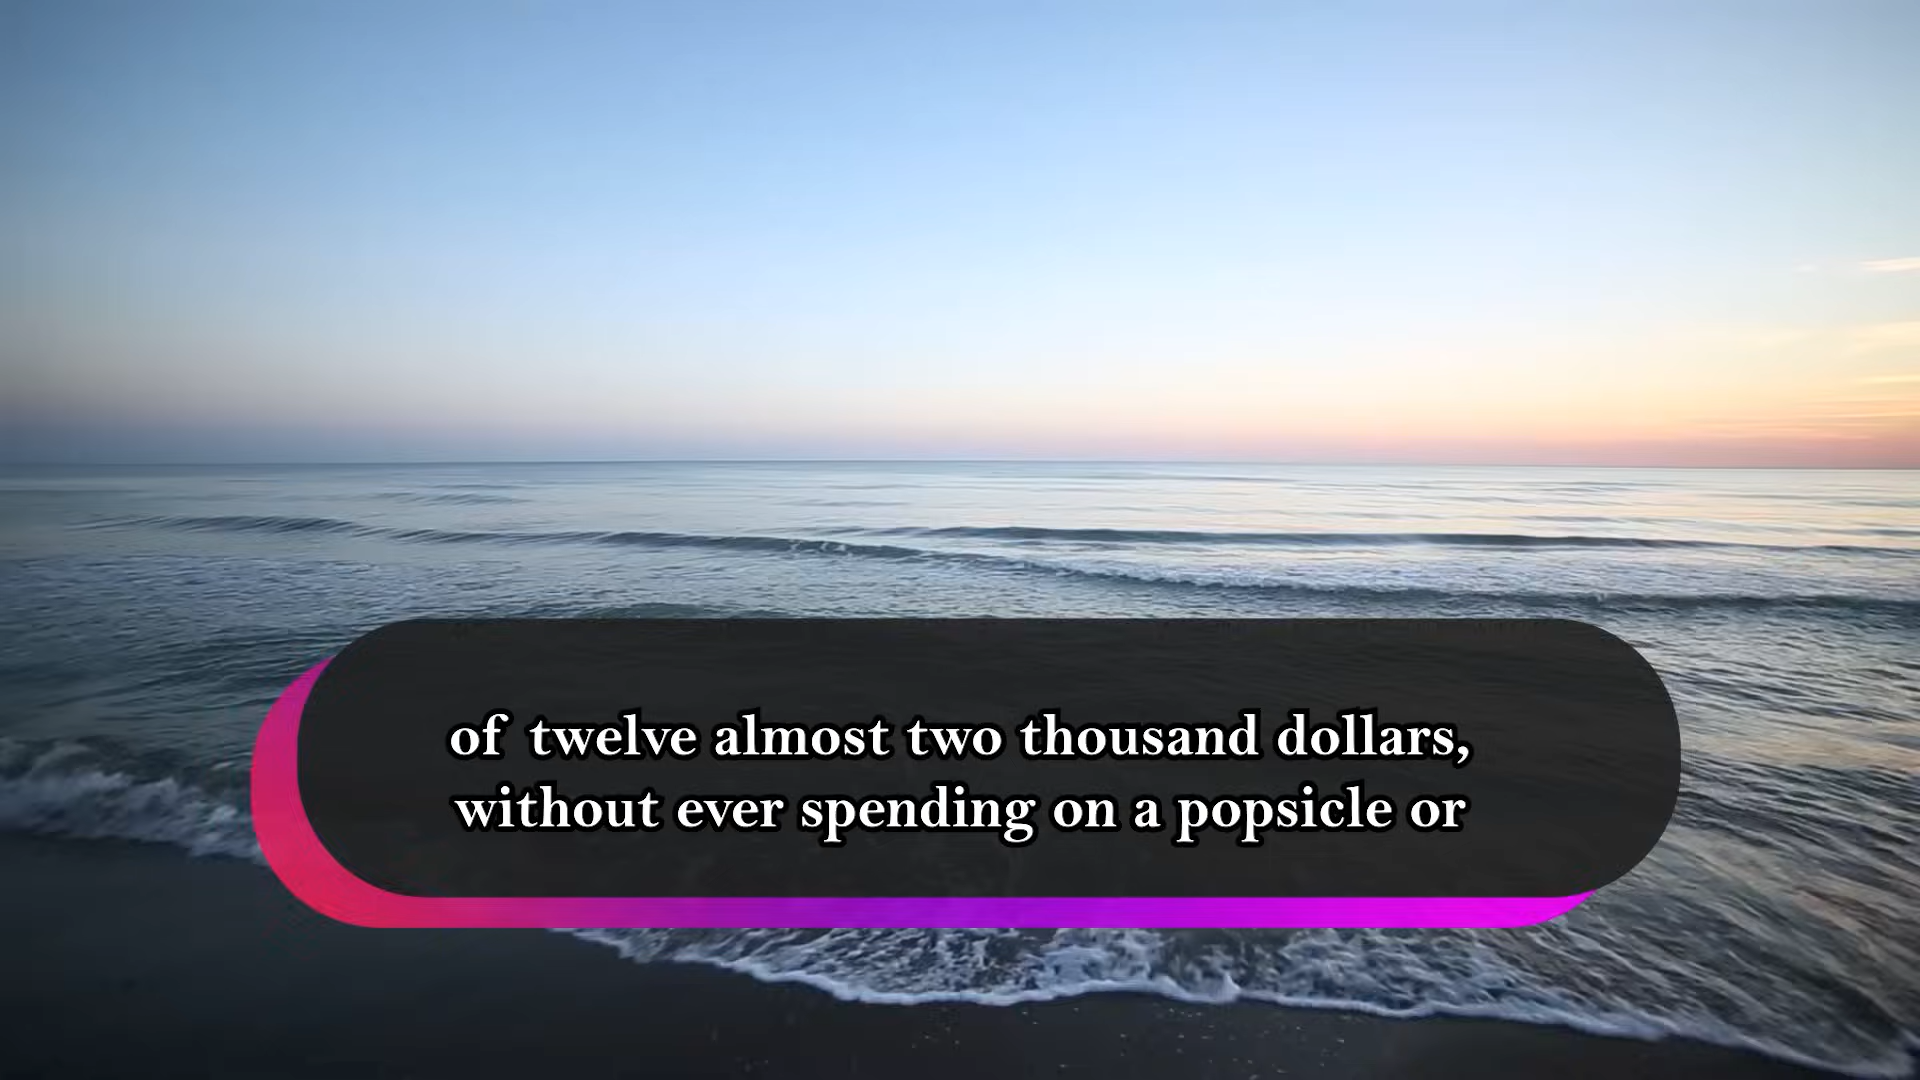 of twelve almost two thousand dollars,
without ever spending on a popsicle or